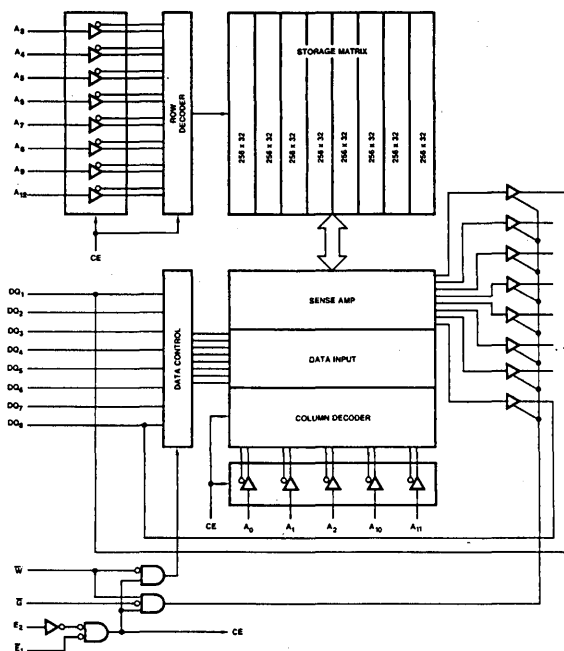 A3
A4
A5
A6
A7
A8
A9
A12
ROW DECODER
CE
STORAGE MATRIX
256 x 32
256 x 32
256 x 32
256 x 32
256 x 32
256 x 32
256 x 32
256 x 32
DQ1
DQ2
DQ3
DQ4
DQ5
DQ6
DQ7
DQ8
DATA CONTROL
SENSE AMP
DATA INPUT
COLUMN DECODER
CE
A0
A1
A2
A10
A11
W̅
G̅
E2
E̅1
CE